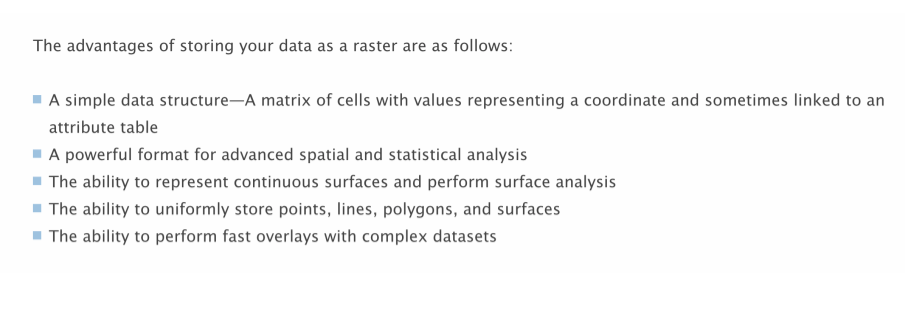 The advantages of storing your data as a raster are as follows:
A simple data structure—A matrix of cells with values representing a coordinate and sometimes linked to an
attribute table
A powerful format for advanced spatial and statistical analysis
The ability to represent continuous surfaces and perform surface analysis
The ability to uniformly store points, lines, polygons, and surfaces
The ability to perform fast overlays with complex datasets